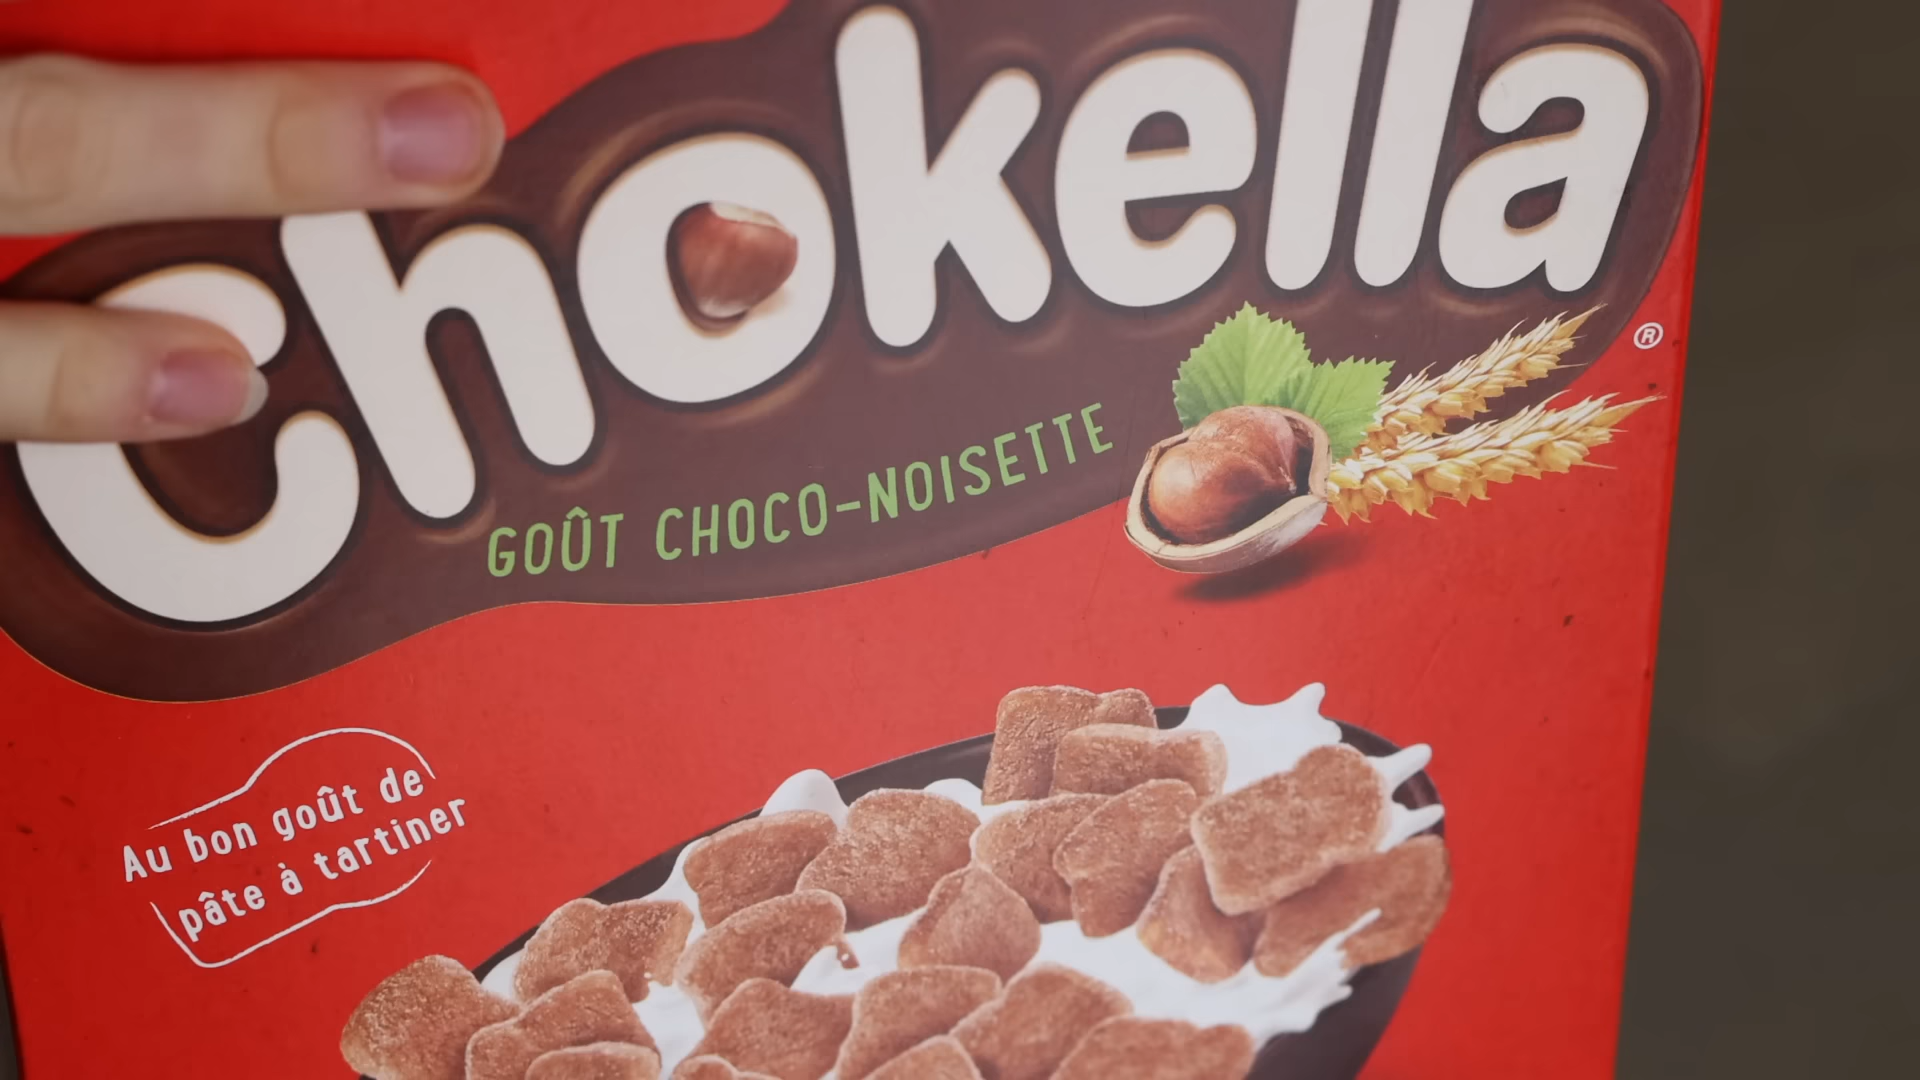 chokella
®
GOÛT CHOCO-NOISETTE
Au bon goût de
pâte à tartiner